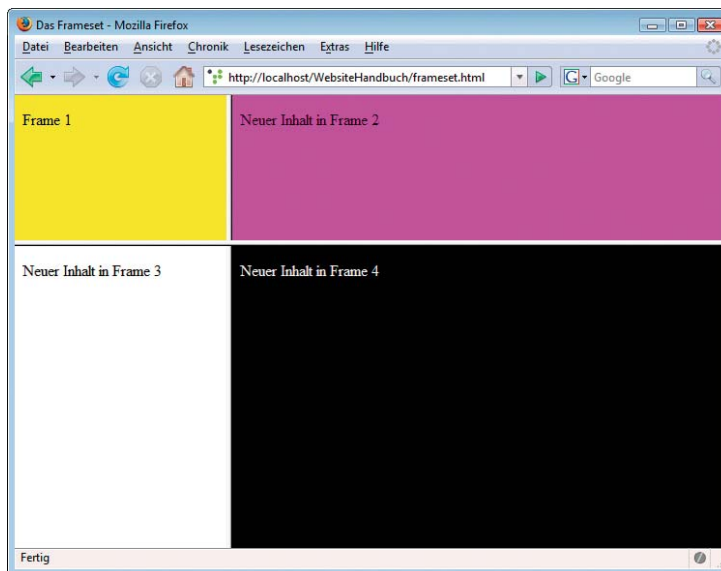 Das Frameset - Mozilla Firefox
Datei Bearbeiten Ansicht Chronik Lesezeichen Extras Hilfe
http://localhost/WebsiteHandbuch/frameset.html G Google
Frame 1
Neuer Inhalt in Frame 2
Neuer Inhalt in Frame 3
Neuer Inhalt in Frame 4
Fertig